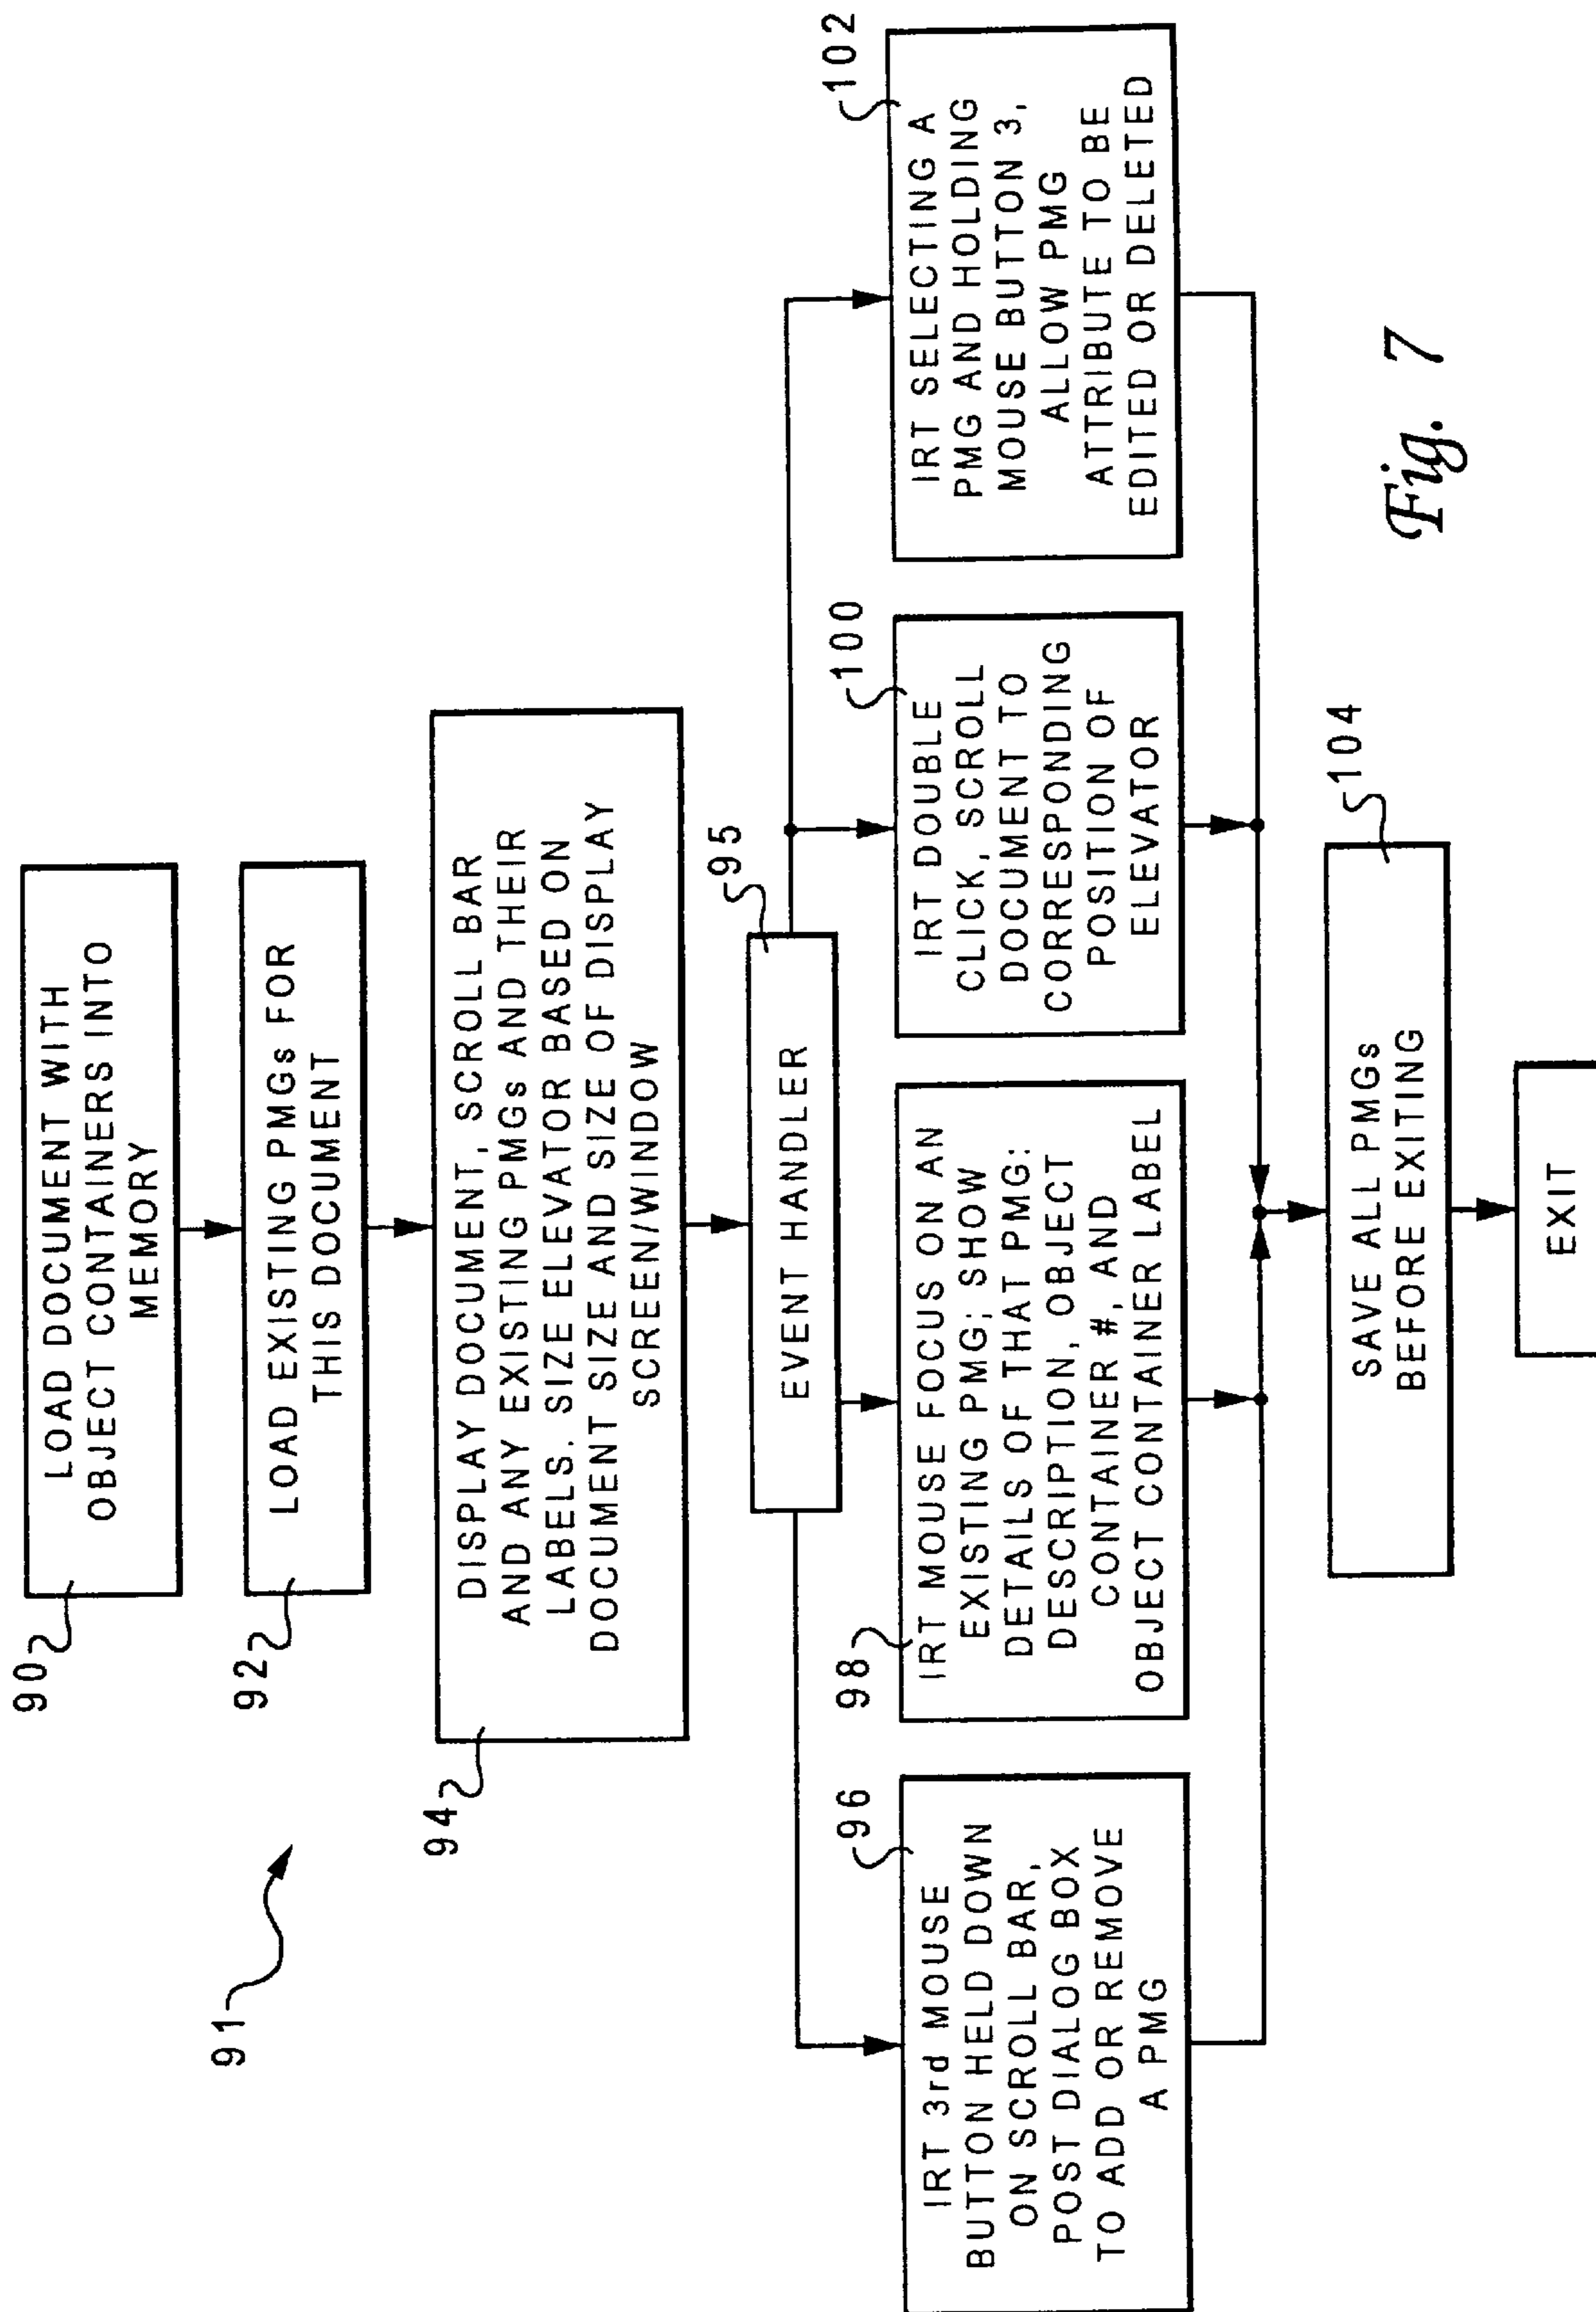 91
90
LOAD DOCUMENT WITH
OBJECT CONTAINERS INTO
MEMORY
92
LOAD EXISTING PMGs FOR
THIS DOCUMENT
94
DISPLAY DOCUMENT, SCROLL BAR
AND ANY EXISTING PMGs AND THEIR
LABELS. SIZE ELEVATOR BASED ON
DOCUMENT SIZE AND SIZE OF DISPLAY
SCREEN/WINDOW
95
EVENT HANDLER
96
IRT 3rd MOUSE
BUTTON HELD DOWN
ON SCROLL BAR,
POST DIALOG BOX
TO ADD OR REMOVE
A PMG
98
IRT MOUSE FOCUS ON AN
EXISTING PMG; SHOW
DETAILS OF THAT PMG:
DESCRIPTION, OBJECT
CONTAINER #, AND
OBJECT CONTAINER LABEL
100
IRT DOUBLE
CLICK, SCROLL
DOCUMENT TO
CORRESPONDING
POSITION OF
ELEVATOR
102
IRT SELECTING A
PMG AND HOLDING
MOUSE BUTTON 3,
ALLOW PMG
ATTRIBUTE TO BE
EDITED OR DELETED
104
SAVE ALL PMGs
BEFORE EXITING
EXIT
Fig. 7